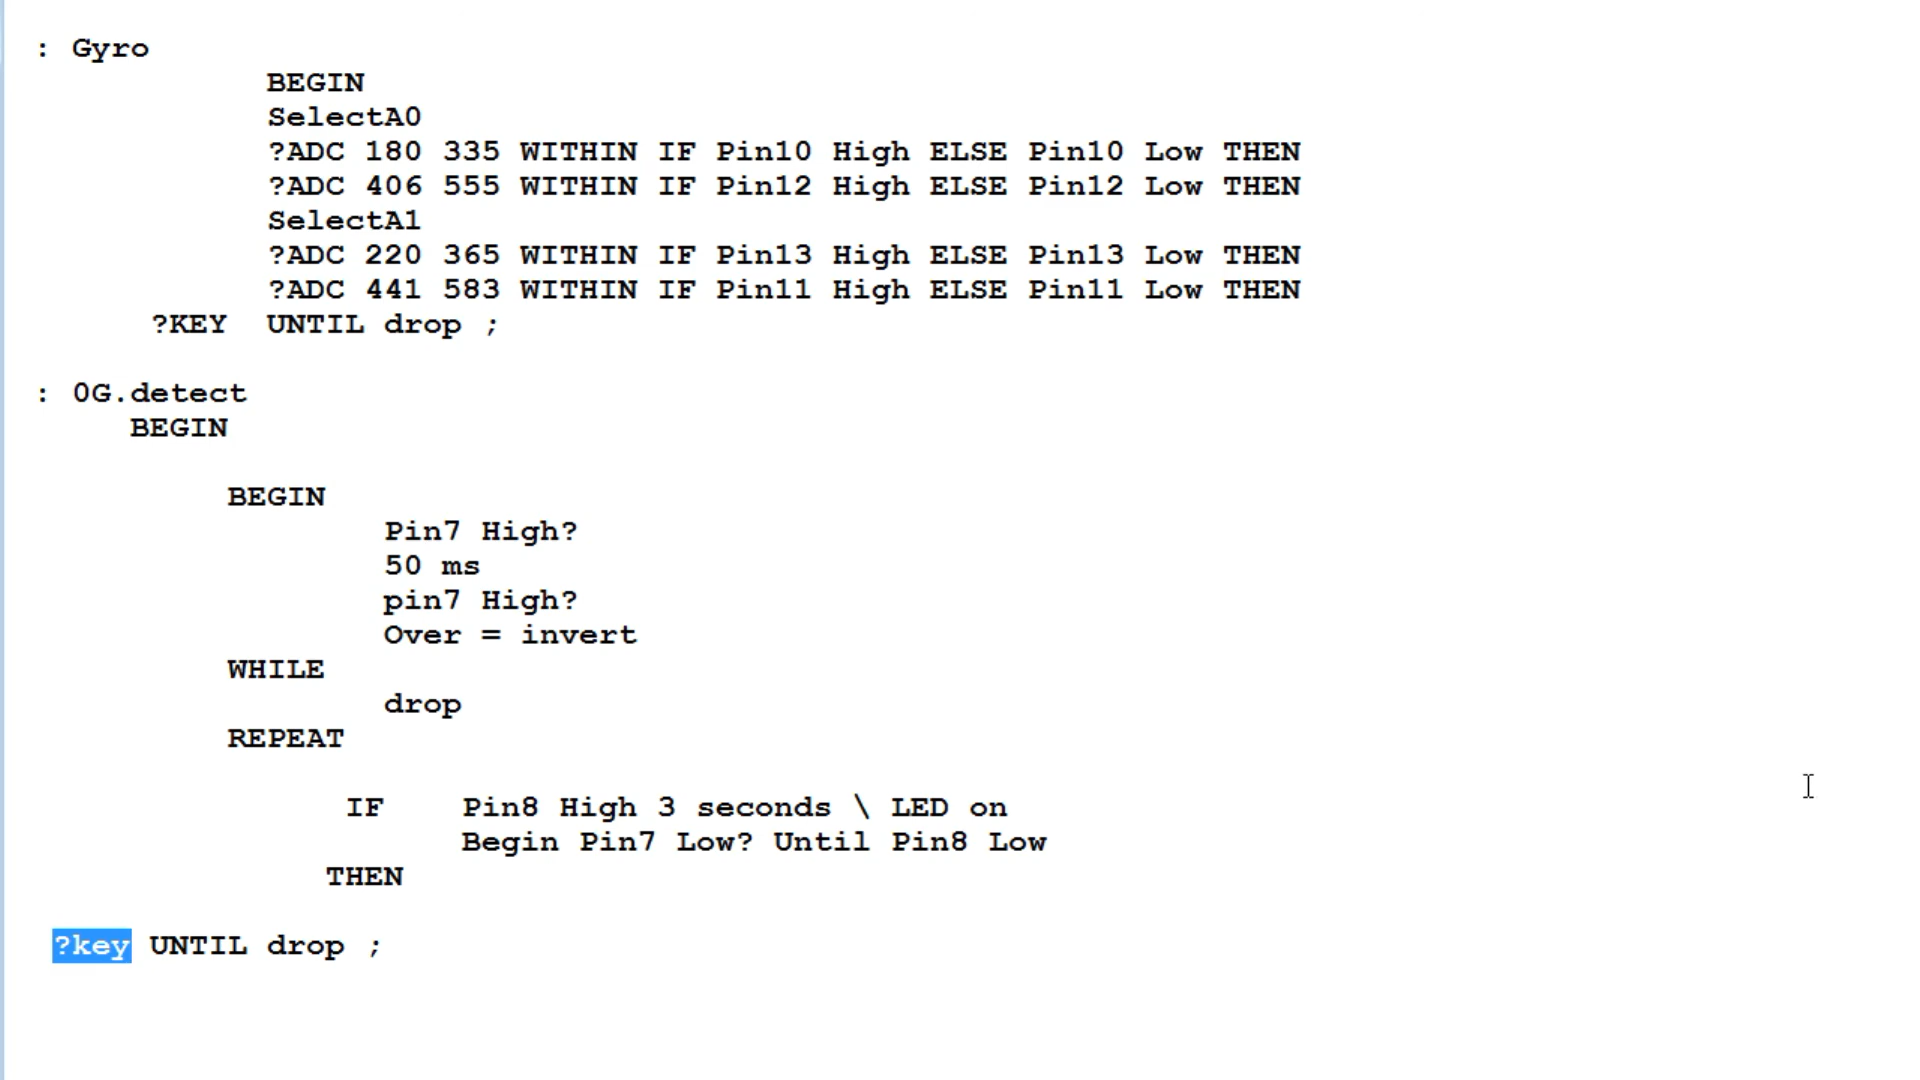 : Gyro
BEGIN
SelectA0
?ADC 180 335 WITHIN IF Pin10 High ELSE Pin10 Low THEN
?ADC 406 555 WITHIN IF Pin12 High ELSE Pin12 Low THEN
SelectA1
?ADC 220 365 WITHIN IF Pin13 High ELSE Pin13 Low THEN
?ADC 441 583 WITHIN IF Pin11 High ELSE Pin11 Low THEN
?KEY UNTIL drop ;
: 0G.detect
BEGIN
BEGIN
Pin7 High?
50 ms
pin7 High?
Over = invert
WHILE
drop
REPEAT
IF Pin8 High 3 seconds \ LED on
Begin Pin7 Low? Until Pin8 Low
THEN
?key UNTIL drop ;